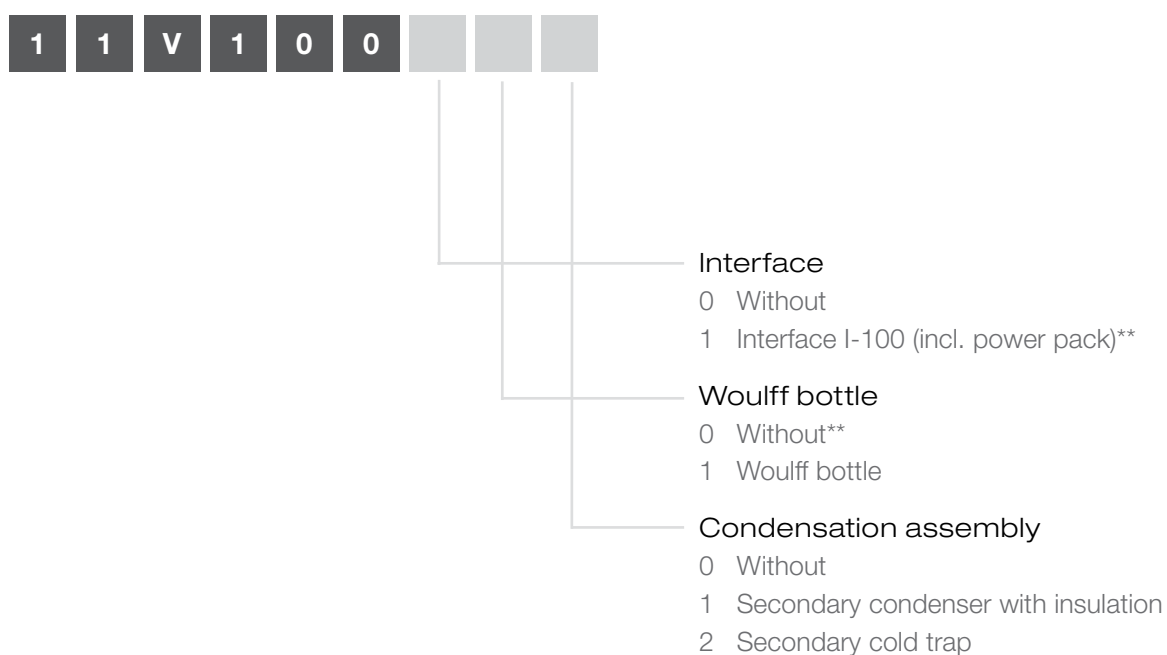 1 1 V 1 0 0
Interface
0 Without
1 Interface I-100 (incl. power pack)**
Woulff bottle
0 Without**
1 Woulff bottle
Condensation assembly
0 Without
1 Secondary condenser with insulation
2 Secondary cold trap